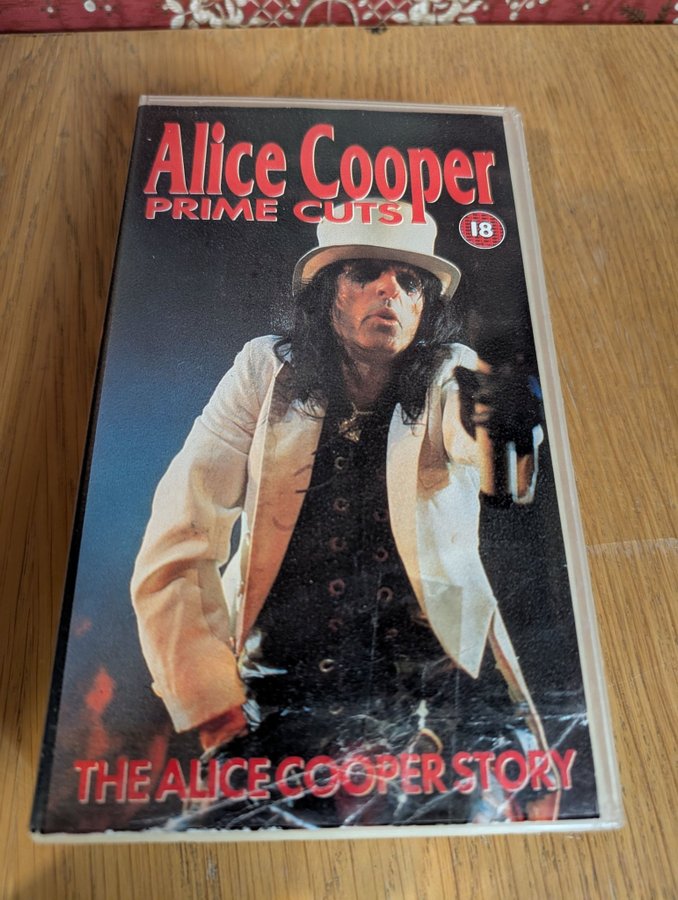 Alice Cooper
PRIME CUTS
18
THE ALICE COOPER STORY